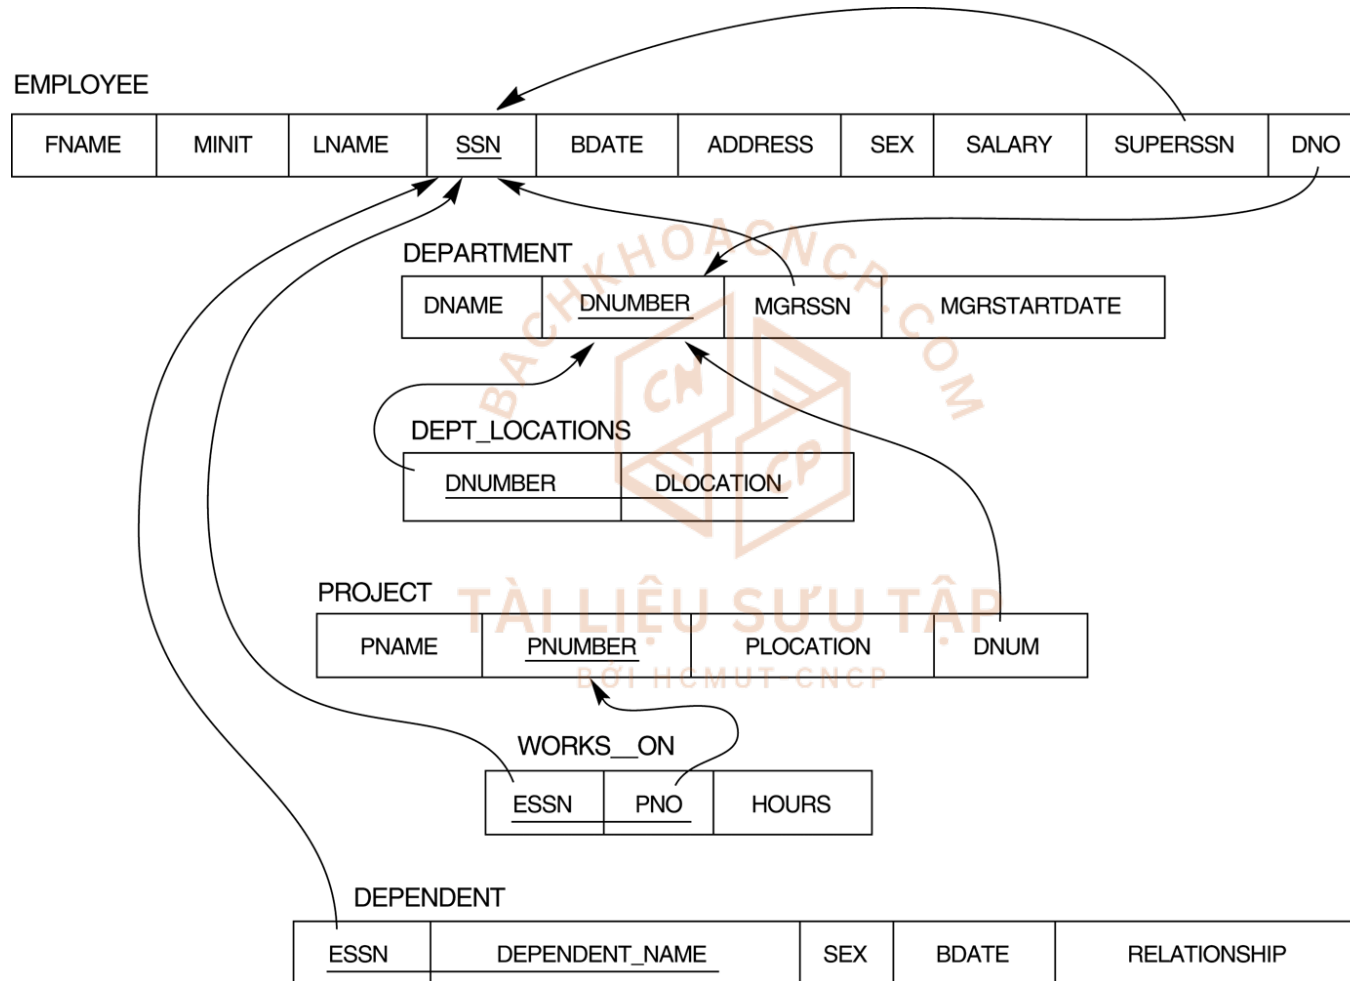 EMPLOYEE
FNAME MINIT LNAME SSN BDATE ADDRESS SEX SALARY SUPERSSN DNO
DEPARTMENT
DNAME DNUMBER MGRSSN MGRSTARTDATE
BACHKHOACNCP.COM
CN
CP
DEPT_LOCATIONS
DNUMBER DLOCATION
PROJECT
TÀI LIỆU SƯU TẬP
PNAME PNUMBER PLOCATION DNUM
BỞI HCMUT-CNCP
WORKS__ON
ESSN PNO HOURS
DEPENDENT
ESSN DEPENDENT_NAME SEX BDATE RELATIONSHIP